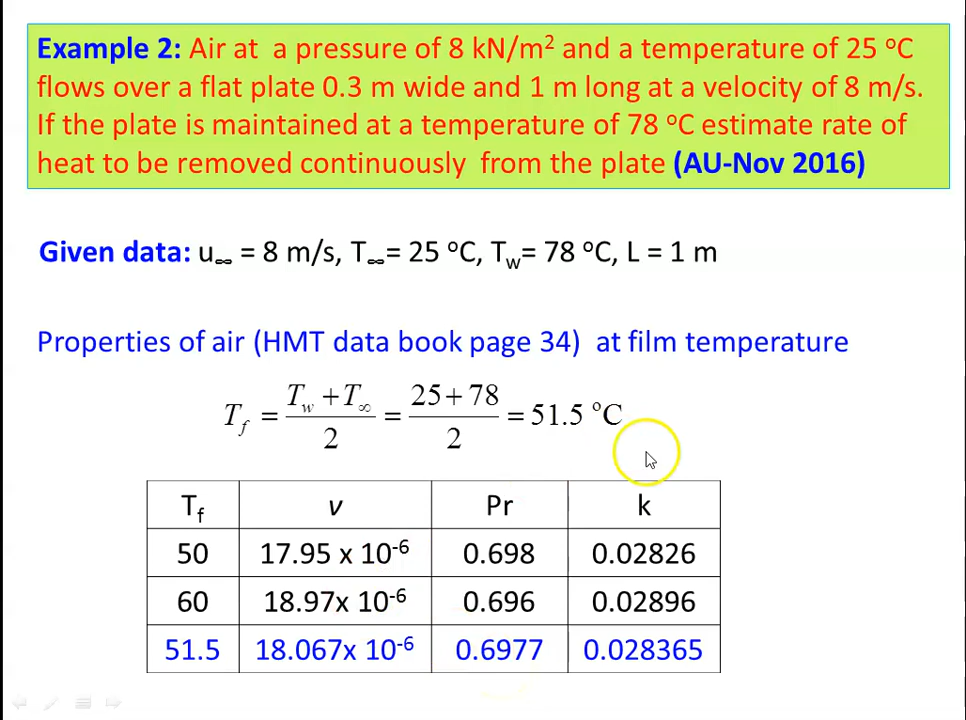 Example 2: Air at a pressure of 8 kN/m² and a temperature of 25 ºC
flows over a flat plate 0.3 m wide and 1 m long at a velocity of 8 m/s.
If the plate is maintained at a temperature of 78 ºC estimate rate of
heat to be removed continuously from the plate (AU-Nov 2016)
Given data: u∞ = 8 m/s, T∞= 25 ºC, Tw= 78 ºC, L = 1 m
Properties of air (HMT data book page 34) at film temperature
Tf = (Tw + T∞)/2 = (25 + 78)/2 = 51.5 ºC
Tf ν Pr k
50 17.95 x 10⁻⁶ 0.698 0.02826
60 18.97x 10⁻⁶ 0.696 0.02896
51.5 18.067x 10⁻⁶ 0.6977 0.028365